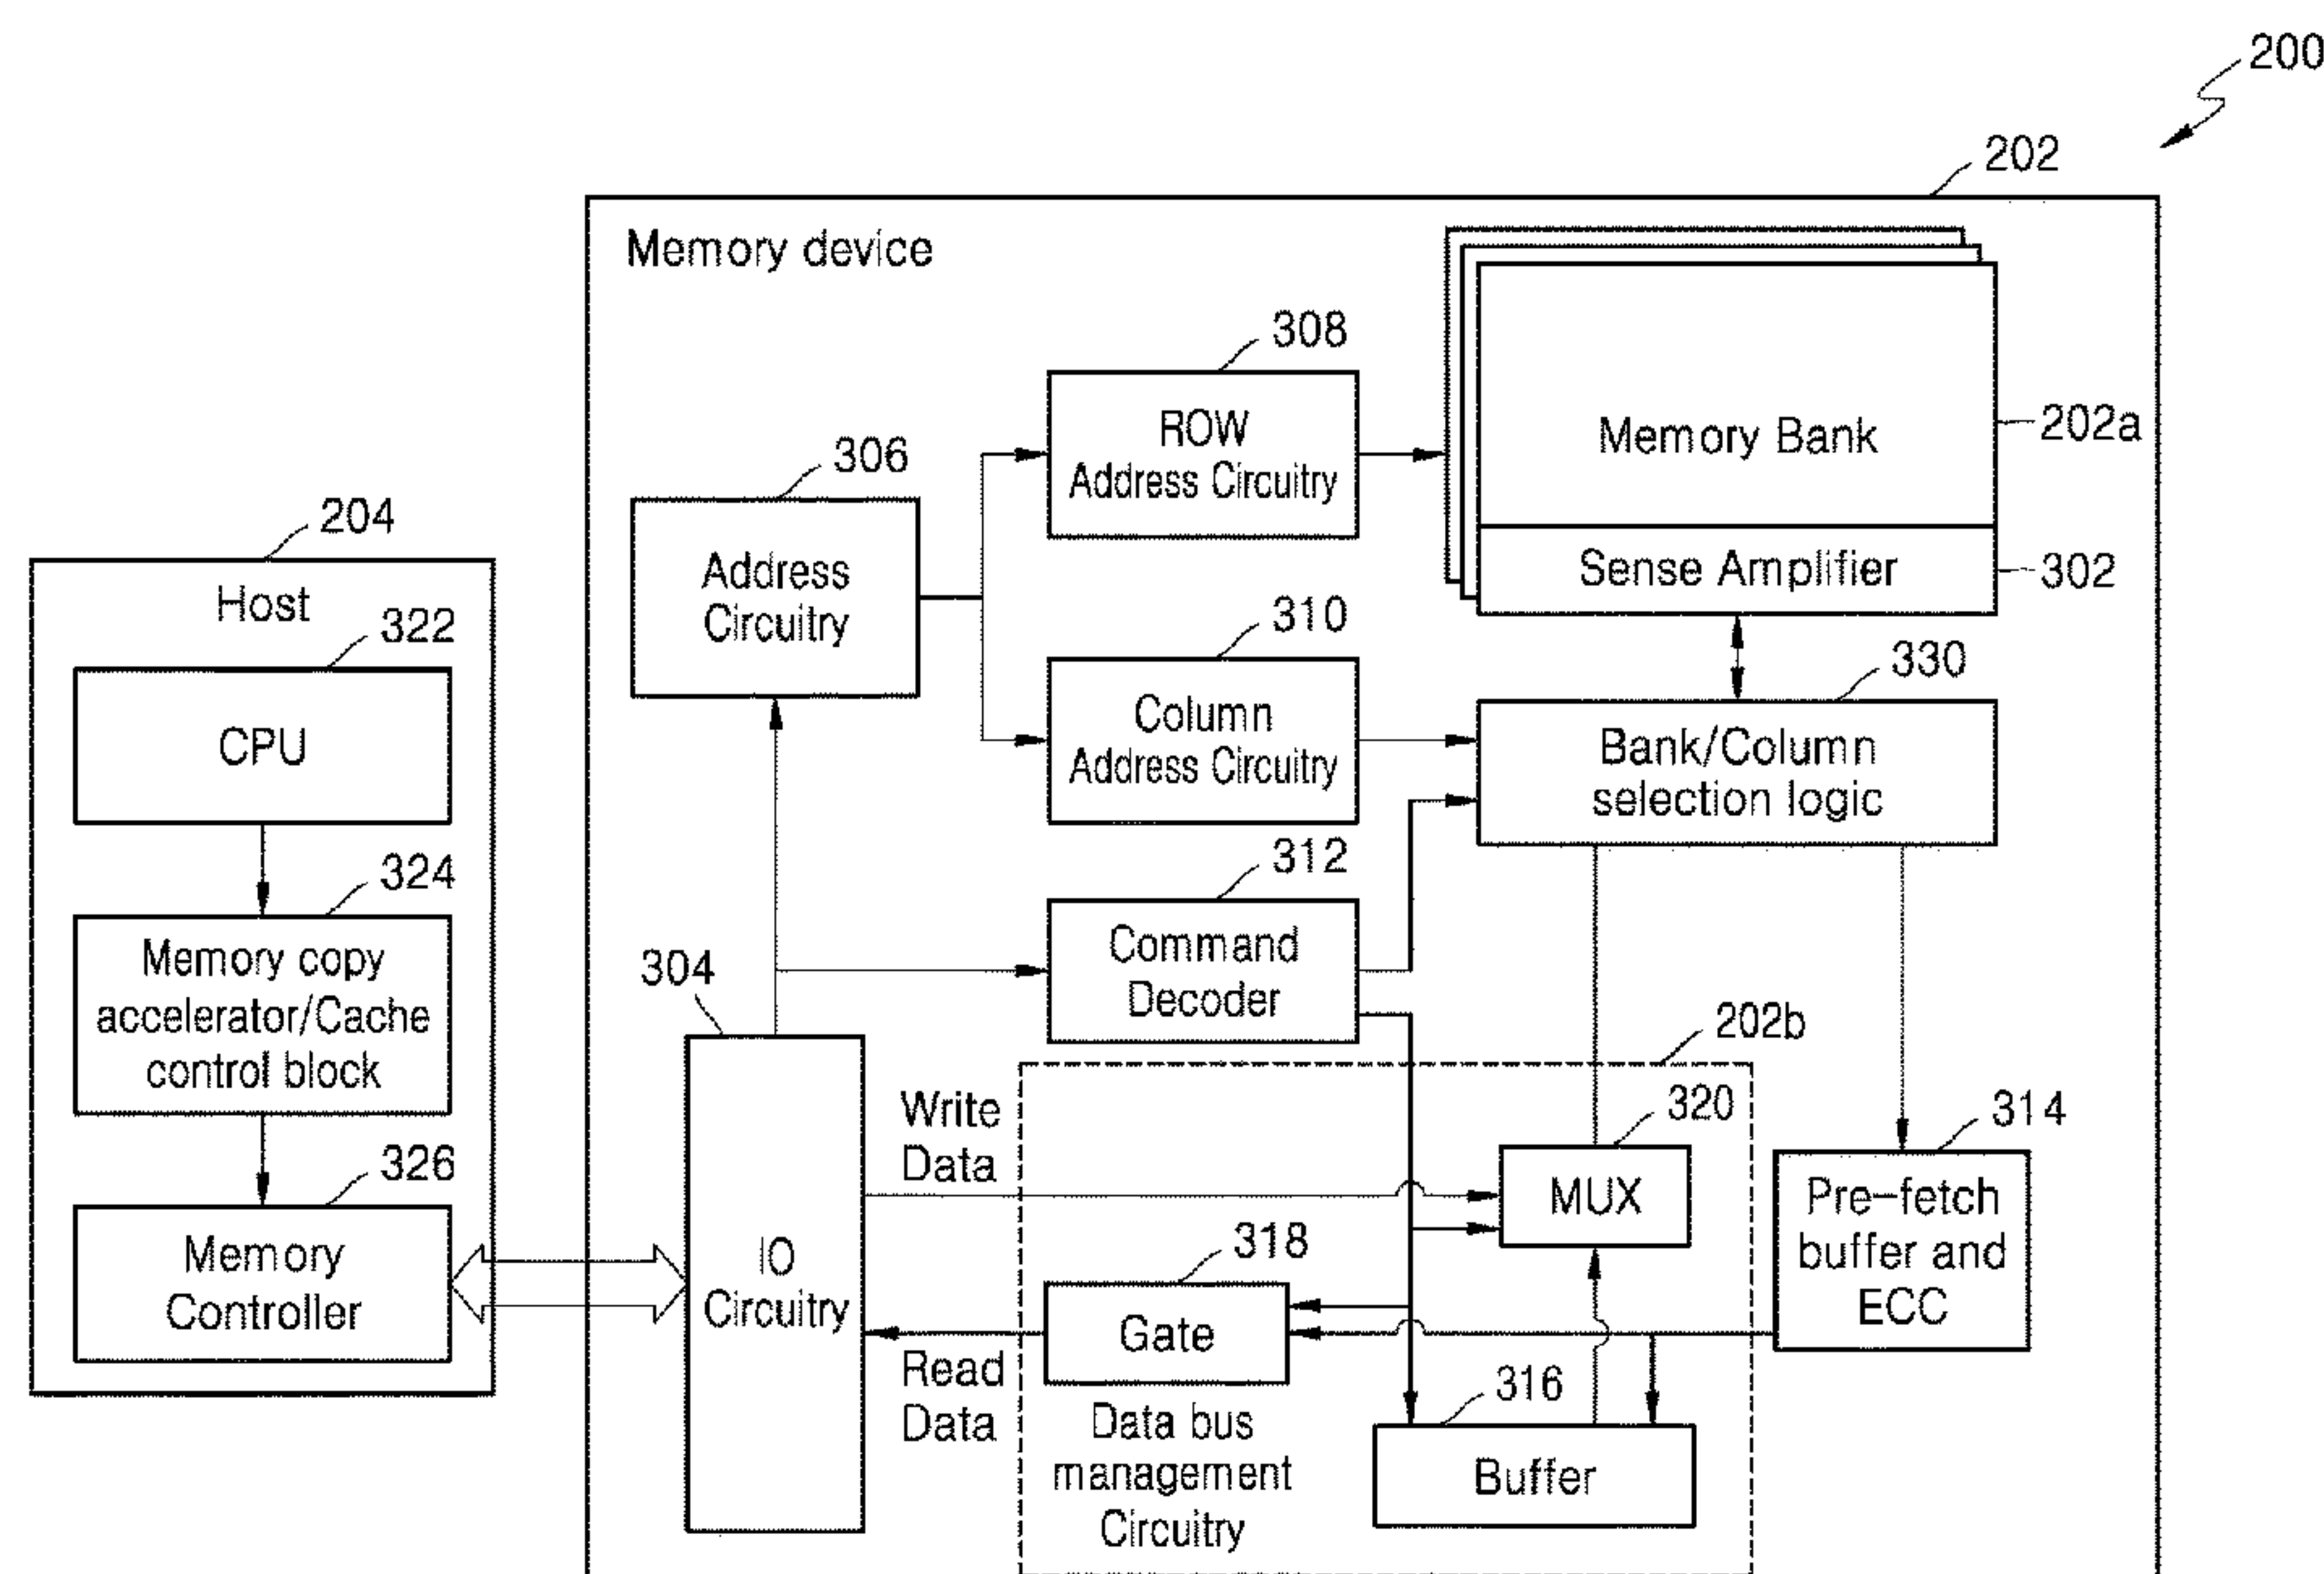 200
202
Memory device
308
ROW
Address Circuitry
Memory Bank
202a
Sense Amplifier
302
306
Address
Circuitry
310
Column
Address Circuitry
330
Bank/Column
selection logic
204
Host
322
CPU
324
Memory copy
accelerator/Cache
control block
326
Memory
Controller
312
Command
Decoder
304
IO
Circuitry
202b
Write
Data
320
MUX
314
Pre-fetch
buffer and
ECC
318
Gate
Read
Data
316
Buffer
Data bus
management
Circuitry